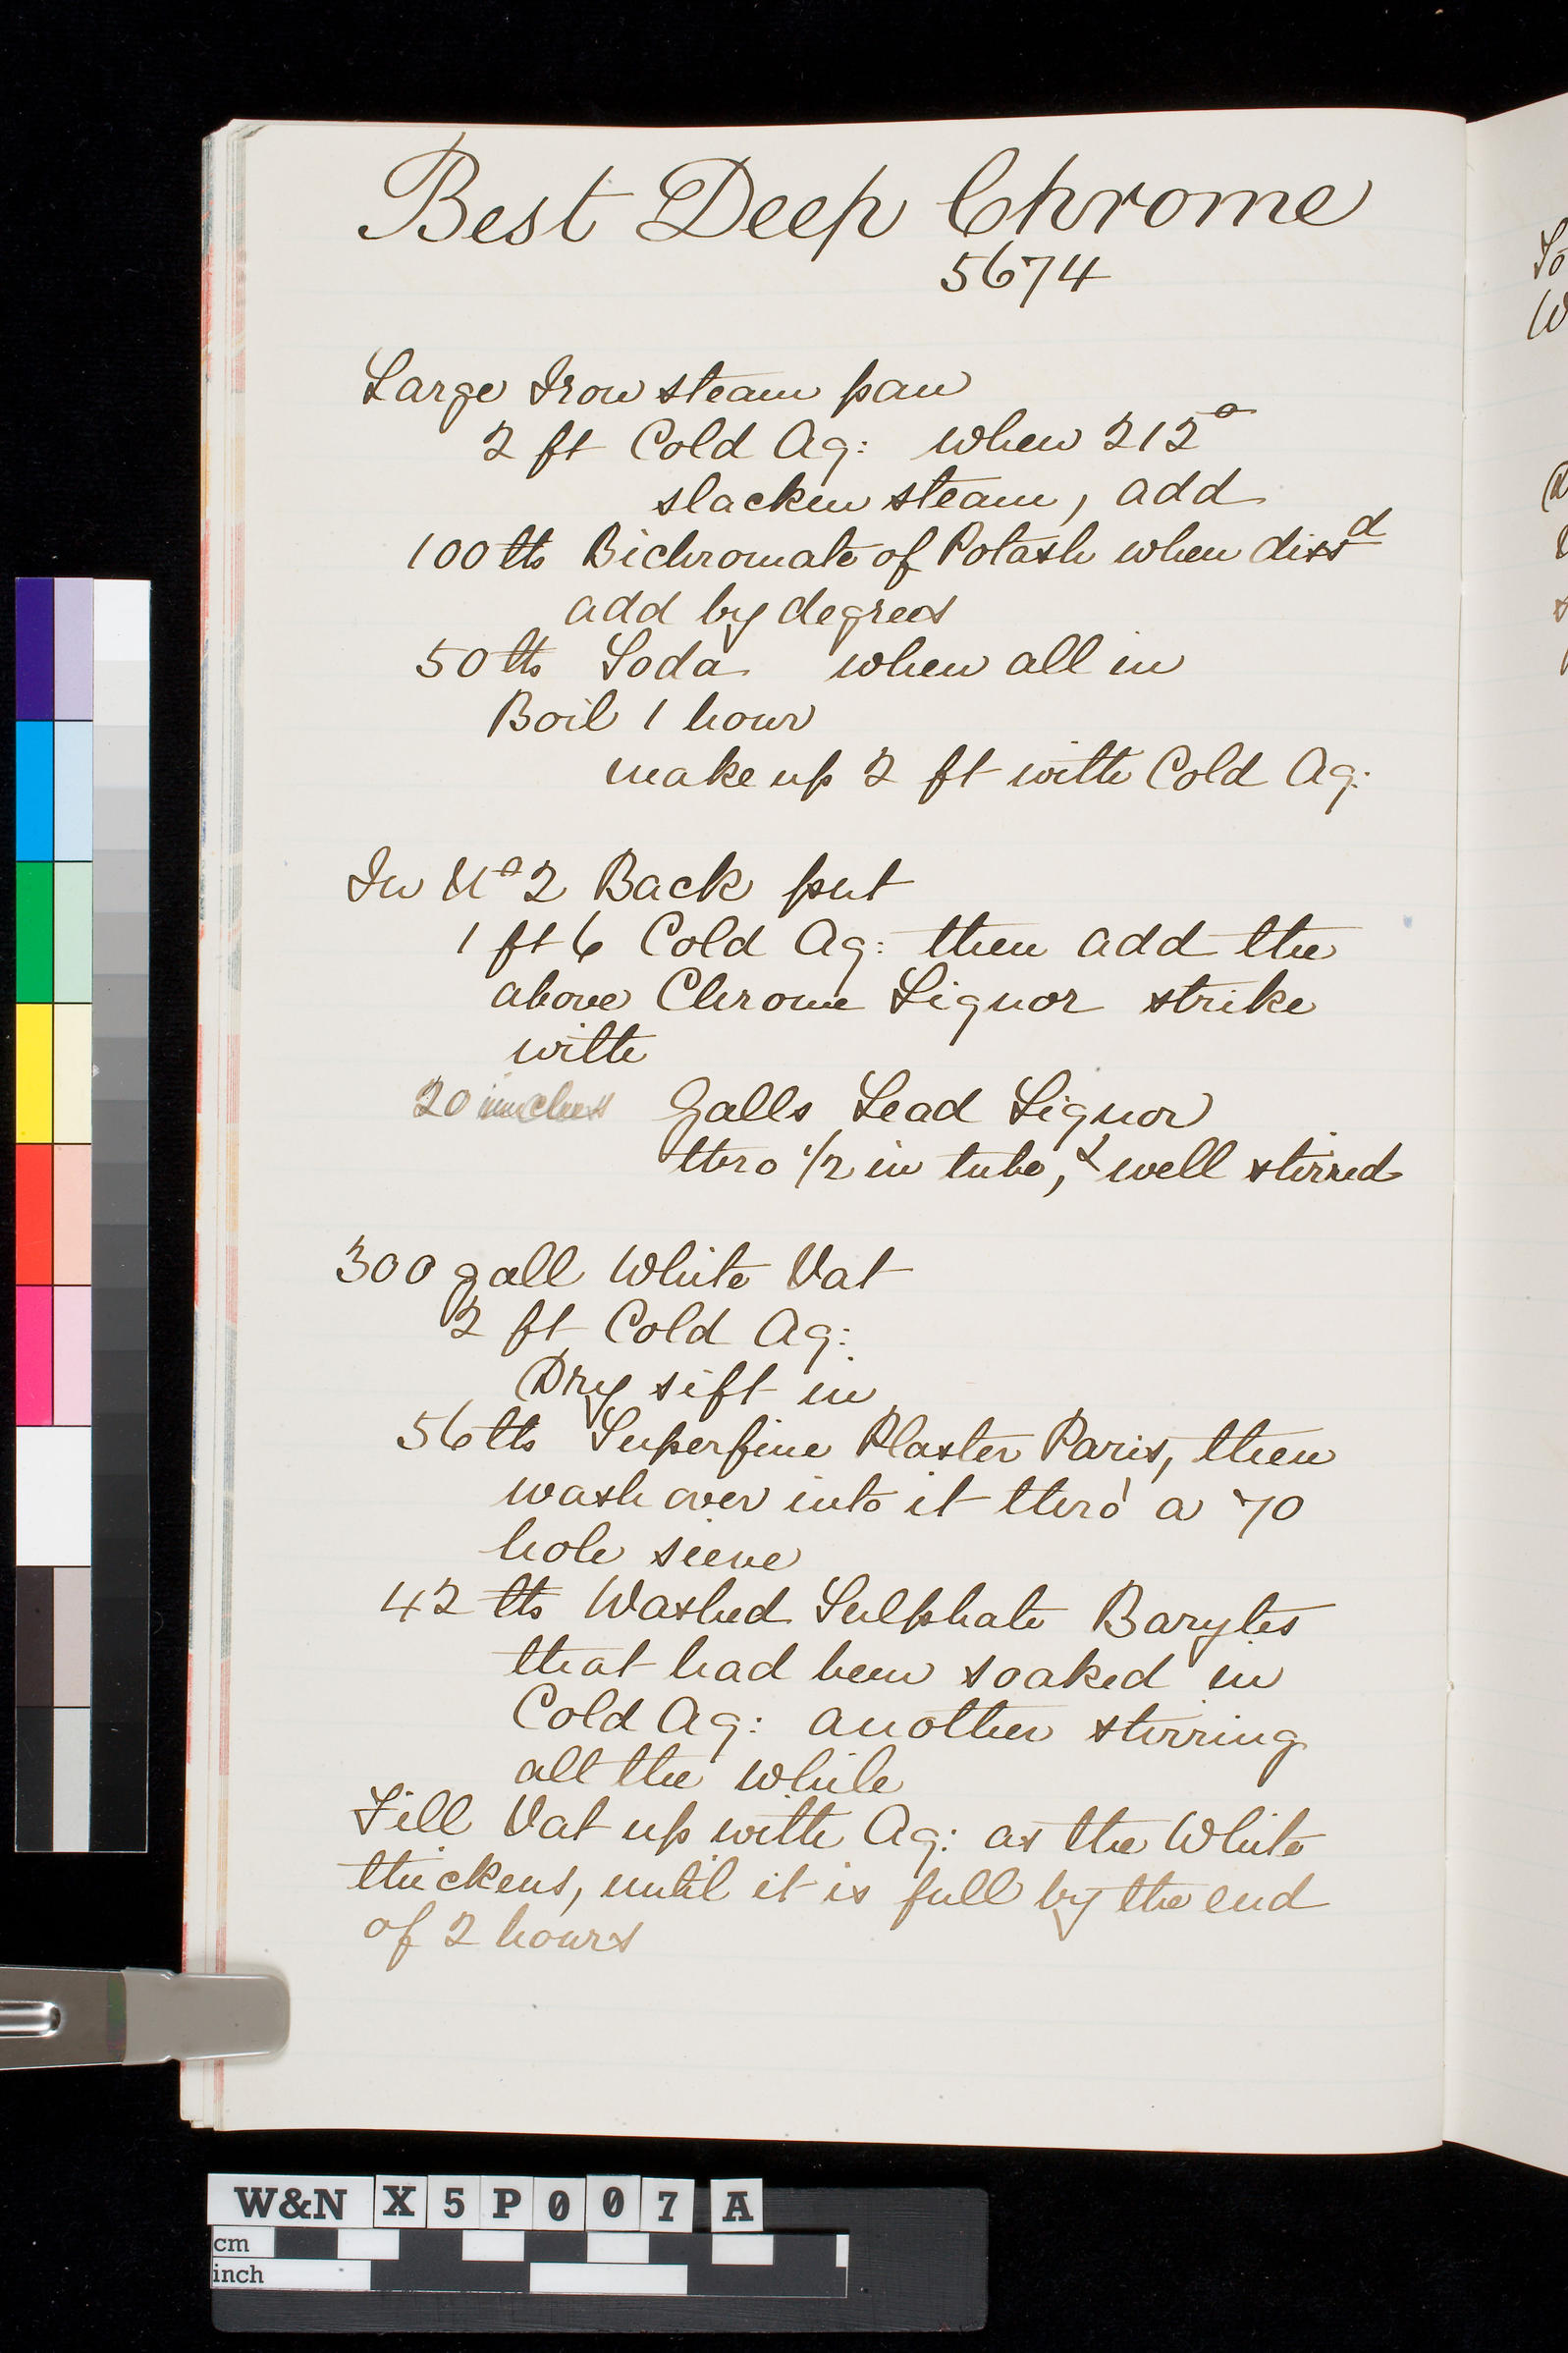 Best Deep Chrome
5674
Large Iron steam pan
2 ft Cold Aq: when 212°
slacken steam, add
100 lbs Bichromate of Potash when dissd
add by degrees
50 lbs Soda when all in
Boil 1 hour
make up 2 ft with Cold Aq:
In No 2 Back put
1 ft 6 Cold Aq: then add the
above Chrome Liquor strike
with
20 inches Galls Lead Liquor
thro 1/2 in tube, & well stirred
300 gall White Vat
2 ft Cold Aq:
Dry sift in
56 lbs Superfine Plaster Paris, then
wash over into it thro' a 70
hole sieve
42 lbs Washed Sulphate Barytes
that had been soaked in
Cold Aq: another stirring
all the while
Fill Vat up with Aq: as the White
thickens, until it is full by the end
of 2 hours
W&N X5P007 A
cm
inch